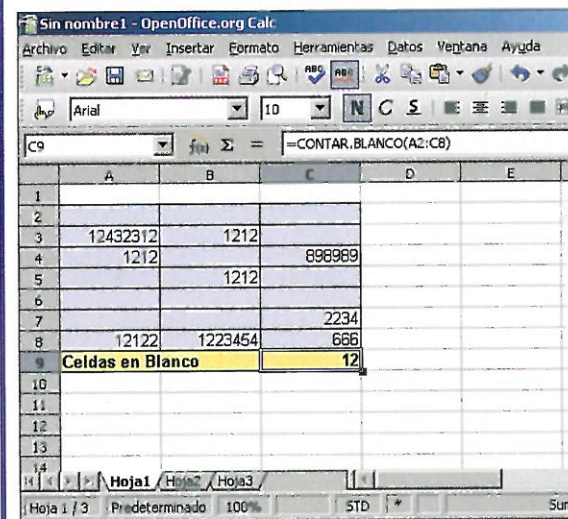 Sin nombre1 - OpenOffice.org Calc
Archivo Editar Ver Insertar Formato Herramientas Datos Ventana Ayuda
ABC ABC
Arial 10 N C S
C9 f(x) Σ = =CONTAR.BLANCO(A2:C8)
A B C D E
1
2
3 12432312 1212
4 1212 898989
5 1212
6
7 2234
8 12122 1223454 666
9 Celdas en Blanco 12
10
11
12
13
14
Hoja1 Hoja2 Hoja3
Hoja 1 / 3 Predeterminado 100% STD *